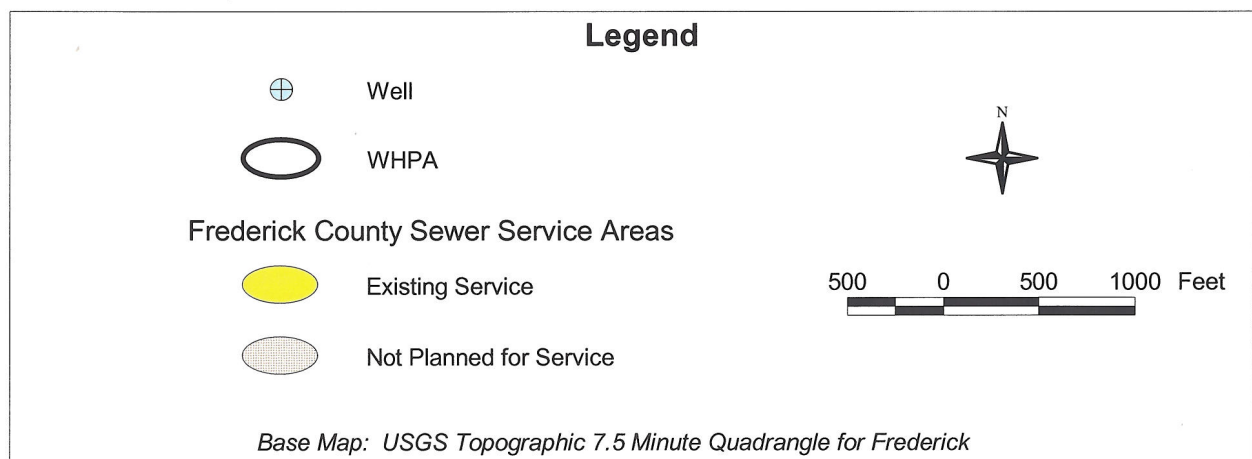 Legend
Well
N
WHPA
Frederick County Sewer Service Areas
Existing Service
500 0 500 1000 Feet
Not Planned for Service
Base Map: USGS Topographic 7.5 Minute Quadrangle for Frederick